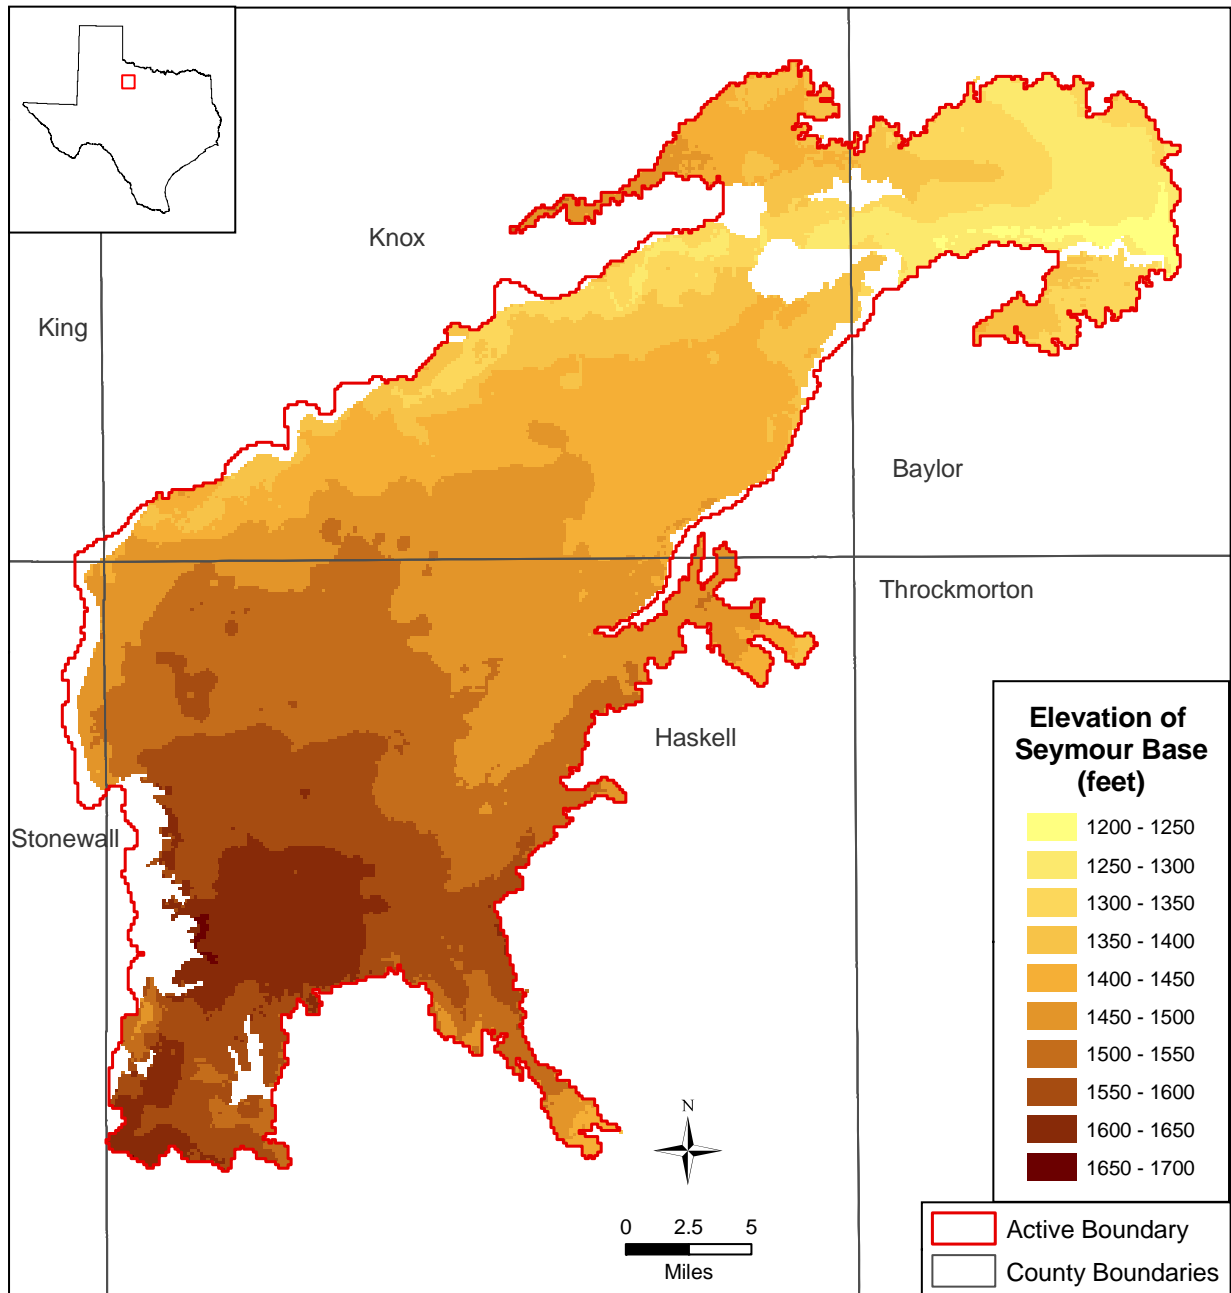 Knox
King
Baylor
Throckmorton
Haskell
Stonewall
Elevation of
Seymour Base
(feet)
1200 - 1250
1250 - 1300
1300 - 1350
1350 - 1400
1400 - 1450
1450 - 1500
1500 - 1550
1550 - 1600
1600 - 1650
1650 - 1700
N
0 2.5 5
Miles
Active Boundary
County Boundaries